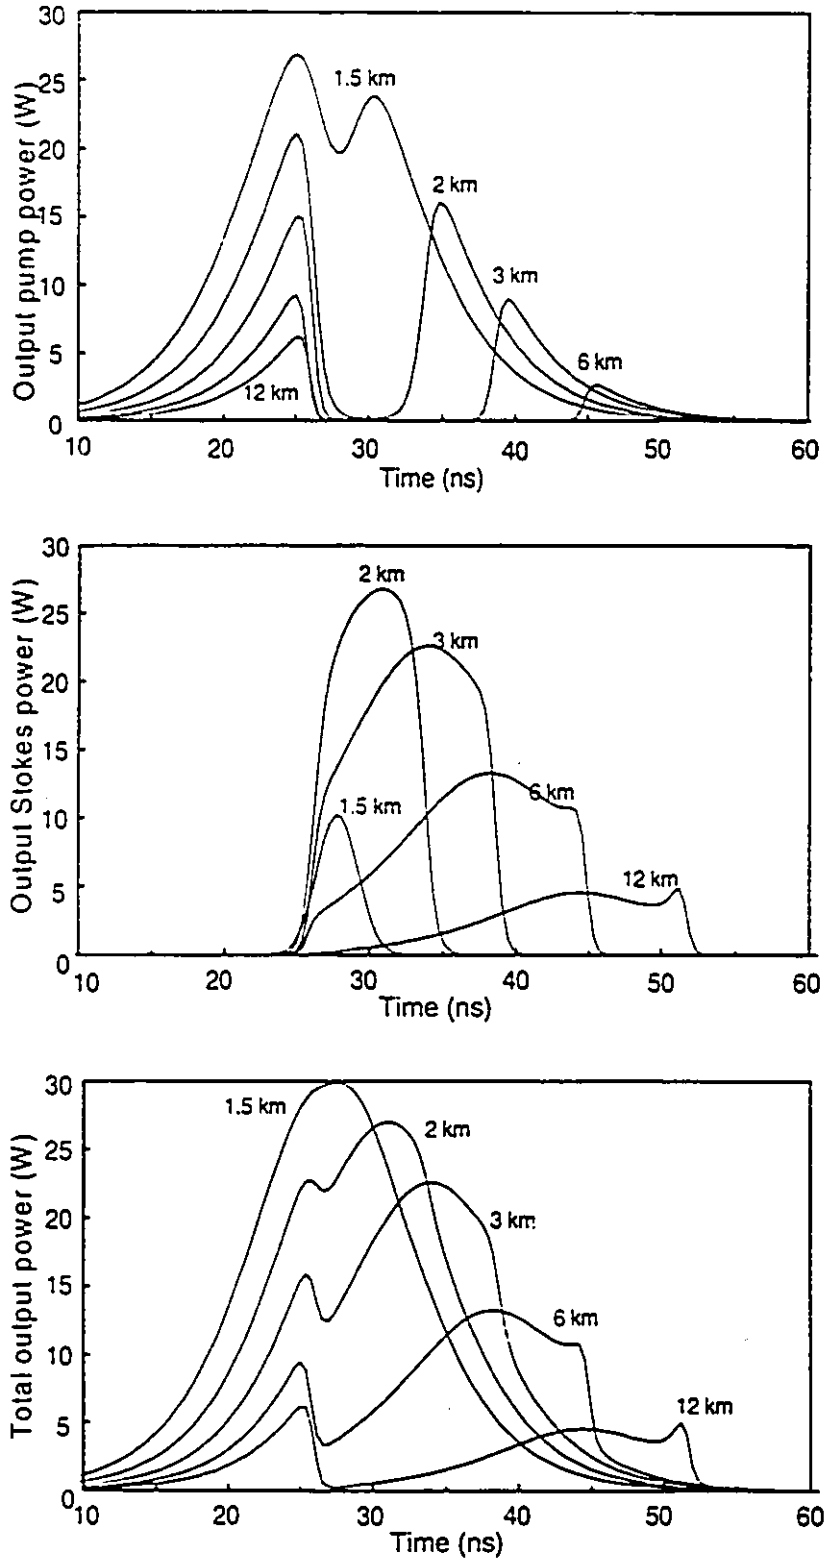 Output pump power (W)
30
25
20
15
10
5
0
1.5 km
2 km
3 km
6 km
12 km
10 20 30 40 50 60
Time (ns)
Output Stokes power (W)
30
25
20
15
10
5
0
2 km
3 km
1.5 km
6 km
12 km
10 20 30 40 50 60
Time (ns)
Total output power (W)
30
25
20
15
10
5
0
1.5 km
2 km
3 km
6 km
12 km
10 20 30 40 50 60
Time (ns)